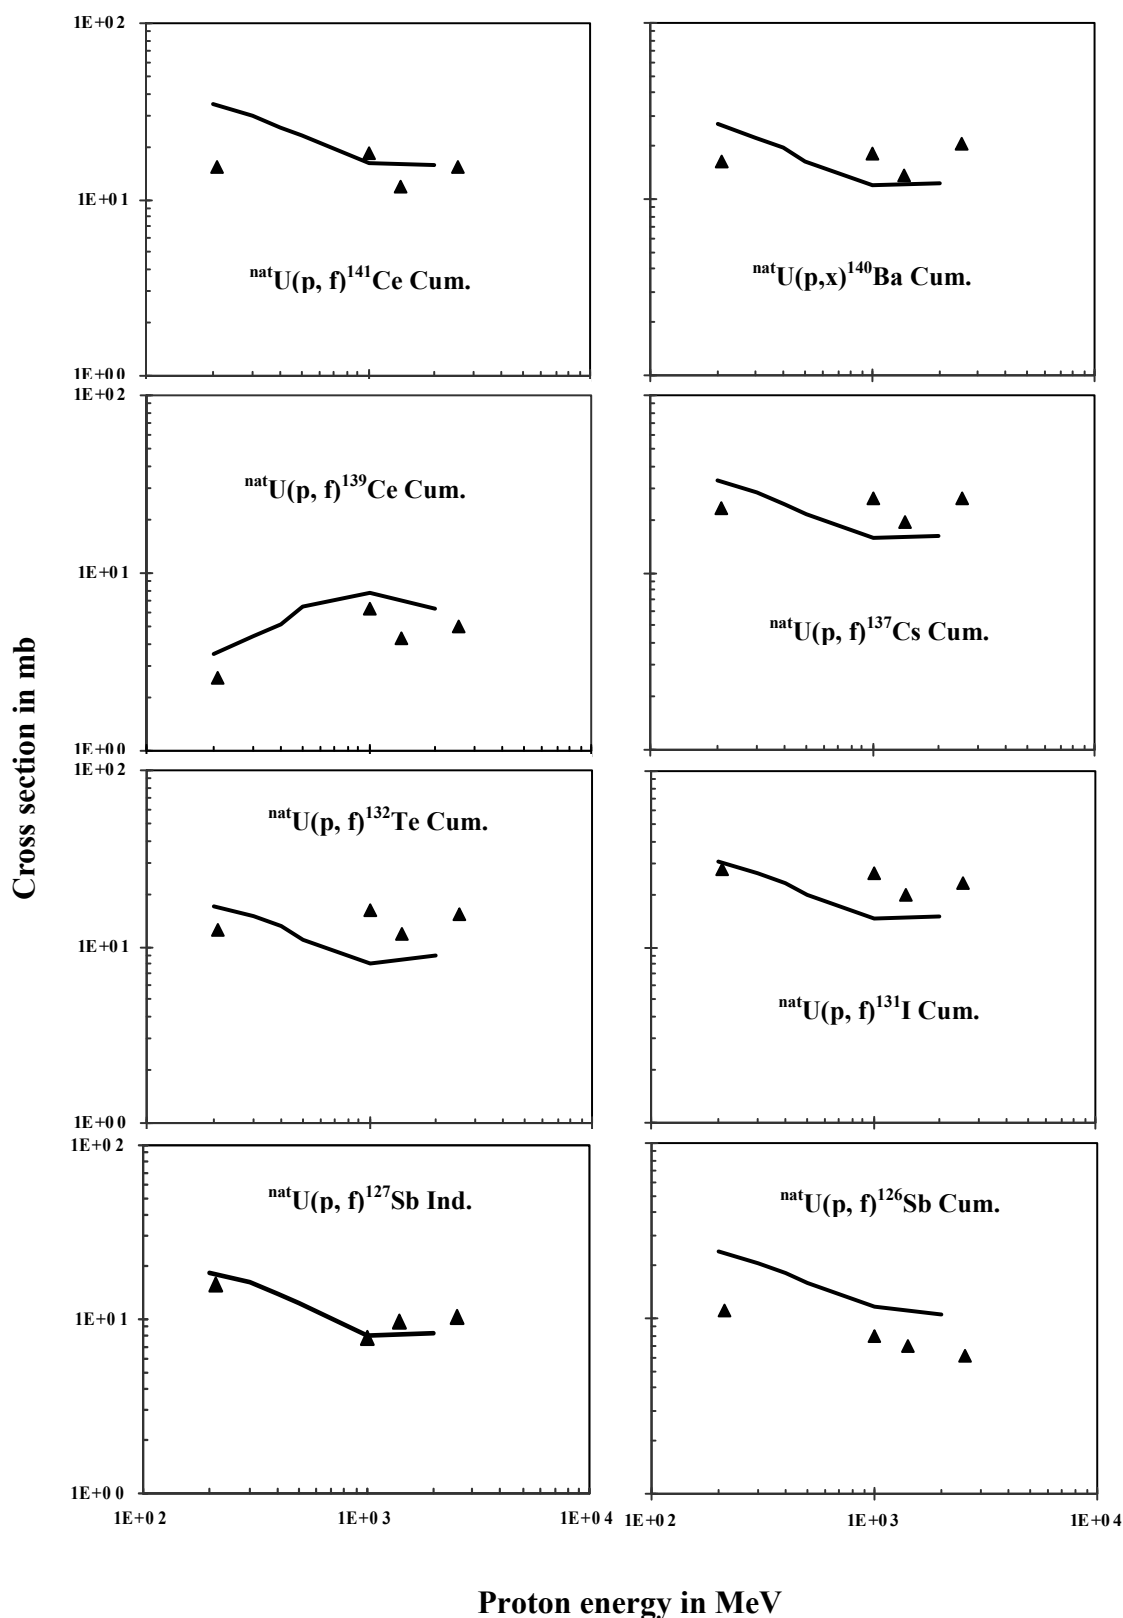 1E+02
1E+01
1E+00
natU(p, f)141Ce Cum.
natU(p,x)140Ba Cum.
1E+02
1E+01
1E+00
natU(p, f)139Ce Cum.
natU(p, f)137Cs Cum.
1E+02
1E+01
1E+00
natU(p, f)132Te Cum.
natU(p, f)131I Cum.
1E+02
1E+01
1E+00
natU(p, f)127Sb Ind.
natU(p, f)126Sb Cum.
1E+02 1E+03 1E+04 1E+02 1E+03 1E+04
Cross section in mb
Proton energy in MeV